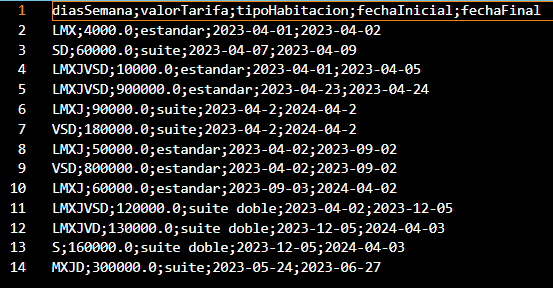 1 diasSemana;valorTarifa;tipoHabitacion;fechaInicial;fechaFinal
2 LMX;4000.0;estandar;2023-04-01;2023-04-02
3 SD;60000.0;suite;2023-04-07;2023-04-09
4 LMXJVSD;10000.0;estandar;2023-04-01;2023-04-05
5 LMXJVSD;900000.0;estandar;2023-04-23;2023-04-24
6 LMXJ;90000.0;suite;2023-04-2;2024-04-2
7 VSD;180000.0;suite;2023-04-2;2024-04-2
8 LMXJ;50000.0;estandar;2023-04-02;2023-09-02
9 VSD;800000.0;estandar;2023-04-02;2023-09-02
10 LMXJ;60000.0;estandar;2023-09-03;2024-04-02
11 LMXJVSD;120000.0;suite doble;2023-04-02;2023-12-05
12 LMXJVD;130000.0;suite doble;2023-12-05;2024-04-03
13 S;160000.0;suite doble;2023-12-05;2024-04-03
14 MXJD;300000.0;suite;2023-05-24;2023-06-27